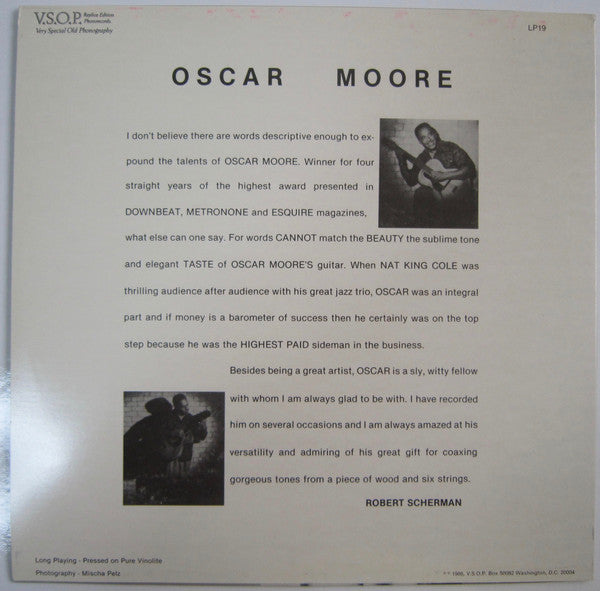 V.S.O.P. Replica Edition
Phonorecords
Very Special Old Phonography
LP19
OSCAR MOORE
I don't believe there are words descriptive enough to ex-
pound the talents of OSCAR MOORE. Winner for four
straight years of the highest award presented in
DOWNBEAT, METRONONE and ESQUIRE magazines,
what else can one say. For words CANNOT match the BEAUTY the sublime tone
and elegant TASTE of OSCAR MOORE'S guitar. When NAT KING COLE was
thrilling audience after audience with his great jazz trio, OSCAR was an integral
part and if money is a barometer of success then he certainly was on the top
step because he was the HIGHEST PAID sideman in the business.
Besides being a great artist, OSCAR is a sly, witty fellow
with whom I am always glad to be with. I have recorded
him on several occasions and I am always amazed at his
versatility and admiring of his great gift for coaxing
gorgeous tones from a piece of wood and six strings.
ROBERT SCHERMAN
Long Playing - Pressed on Pure Vinolite
Photography - Mischa Pelz
1986, V.S.O.P. Box 50082 Washington, D.C. 20004